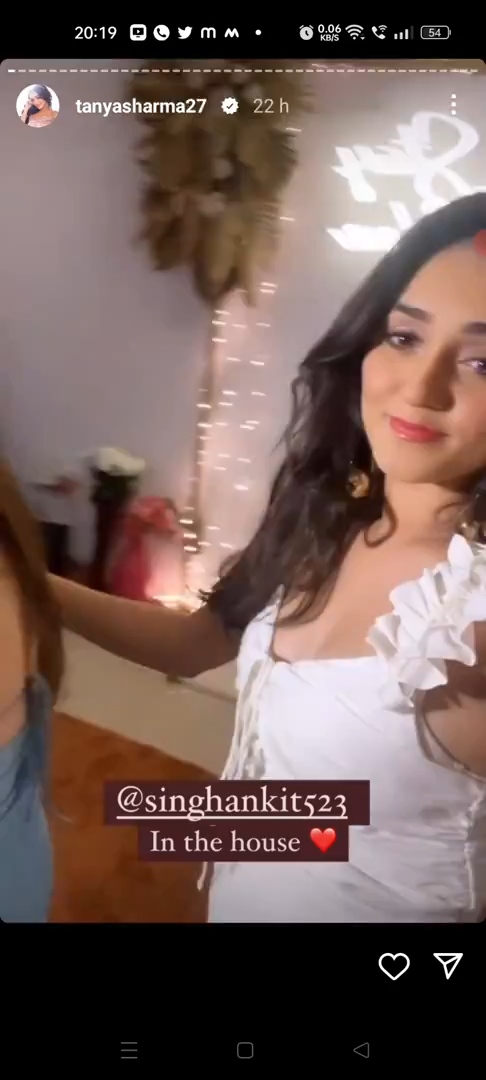 20:19
0.06
KB/S
54
tanyasharma27 22 h
@singhankit523
In the house ❤️